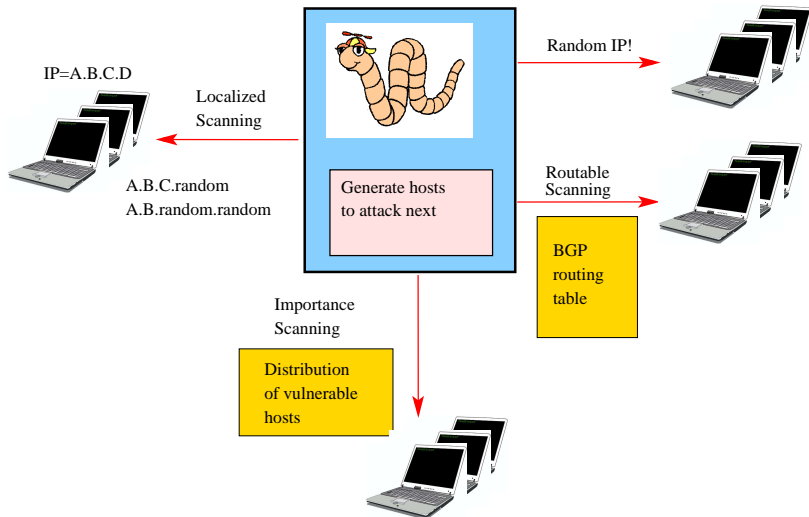 Random IP!
IP=A.B.C.D
Localized
Scanning
A.B.C.random
A.B.random.random
Generate hosts
to attack next
Routable
Scanning
BGP
routing
table
Importance
Scanning
Distribution
of vulnerable
hosts